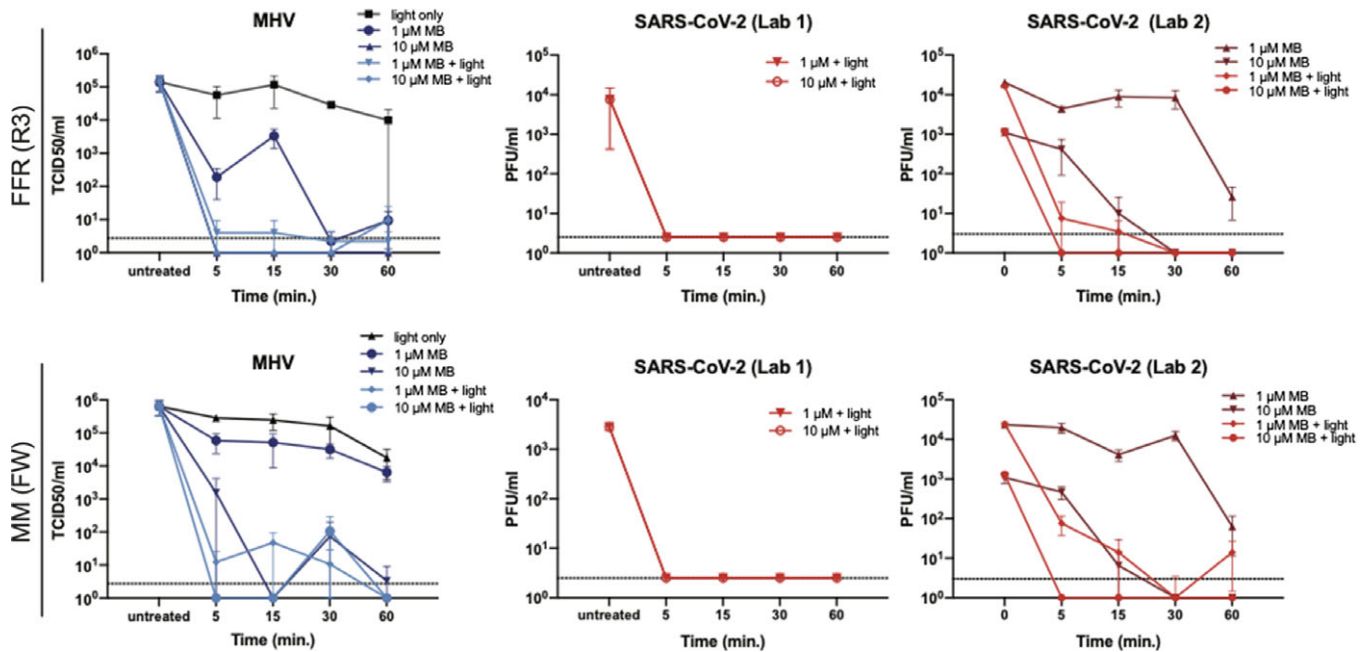 FFR (R3)
MHV
light only
1 µM MB
10 µM MB
1 µM MB + light
10 µM MB + light
TCID50/ml
10⁶
10⁵
10⁴
10³
10²
10¹
10⁰
untreated 5 15 30 60
Time (min.)
SARS-CoV-2 (Lab 1)
1 µM + light
10 µM + light
PFU/ml
10⁵
10⁴
10³
10²
10¹
10⁰
untreated 5 15 30 60
Time (min.)
SARS-CoV-2 (Lab 2)
1 µM MB
10 µM MB
1 µM MB + light
10 µM MB + light
PFU/ml
10⁵
10⁴
10³
10²
10¹
10⁰
0 5 15 30 60
Time (min.)
MM (FW)
MHV
light only
1 µM MB
10 µM MB
1 µM MB + light
10 µM MB + light
TCID50/ml
10⁶
10⁵
10⁴
10³
10²
10¹
10⁰
untreated 5 15 30 60
Time (min.)
SARS-CoV-2 (Lab 1)
1 µM + light
10 µM + light
PFU/ml
10⁴
10³
10²
10¹
10⁰
untreated 5 15 30 60
Time (min.)
SARS-CoV-2 (Lab 2)
1 µM MB
10 µM MB
1 µM MB + light
10 µM MB + light
PFU/ml
10⁵
10⁴
10³
10²
10¹
10⁰
0 5 15 30 60
Time (min.)